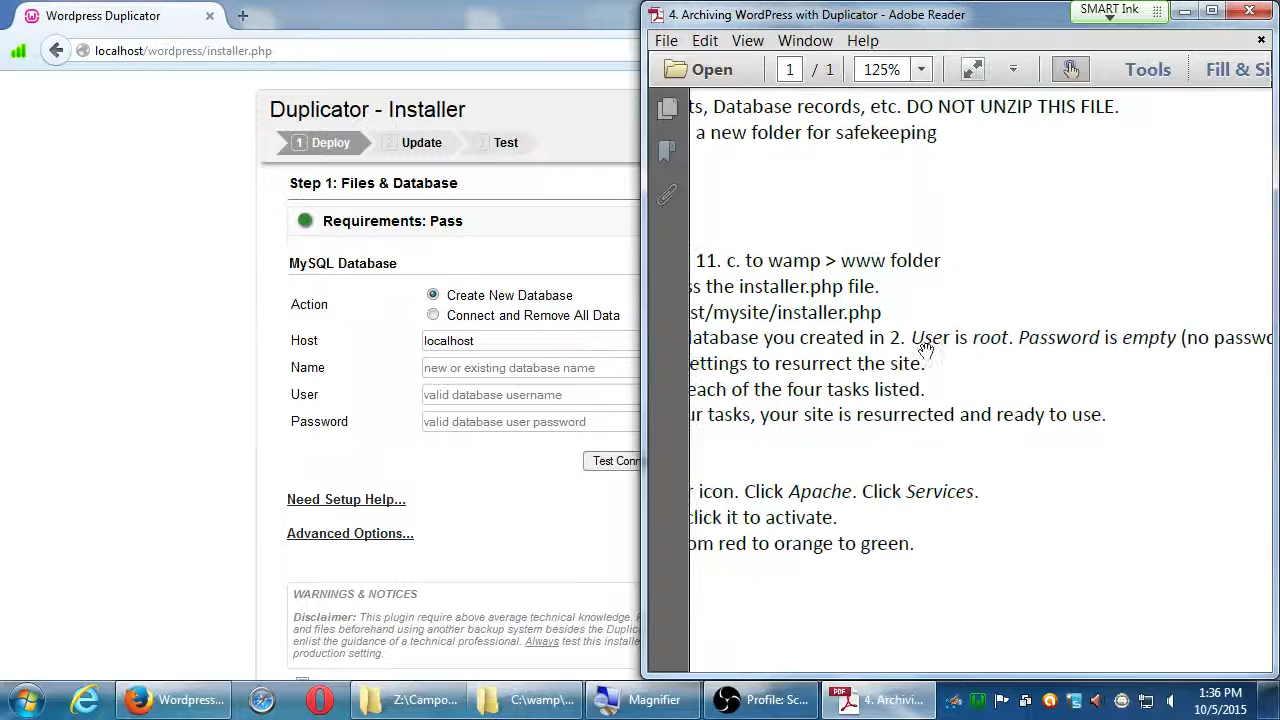 Wordpress Duplicator
4. Archiving WordPress with Duplicator - Adobe Reader
SMART Ink
localhost/wordpress/installer.php
File Edit View Window Help
Open 1 / 1 125% Tools Fill & Si
Duplicator - Installer
1 Deploy 2 Update 3 Test
Step 1: Files & Database
Requirements: Pass
MySQL Database
Action Create New Database
Connect and Remove All Data
Host localhost
Name new or existing database name
User valid database username
Password valid database user password
Test Conn
Need Setup Help...
Advanced Options...
WARNINGS & NOTICES
Disclaimer: This plugin require above average technical knowledge.
and files beforehand using another backup system besides the Duplic
enlist the guidance of a technical professional. Always test this installe
production setting.
ts, Database records, etc. DO NOT UNZIP THIS FILE.
a new folder for safekeeping
11. c. to wamp > www folder
ss the installer.php file.
st/mysite/installer.php
database you created in 2. User is root. Password is empty (no passwo
ettings to resurrect the site.
each of the four tasks listed.
ur tasks, your site is resurrected and ready to use.
r icon. Click Apache. Click Services.
click it to activate.
om red to orange to green.
Wordpress... Z:\Campo... C:\wamp\... Magnifier Profile: Sc... 4. Archivi...
1:36 PM
10/5/2015